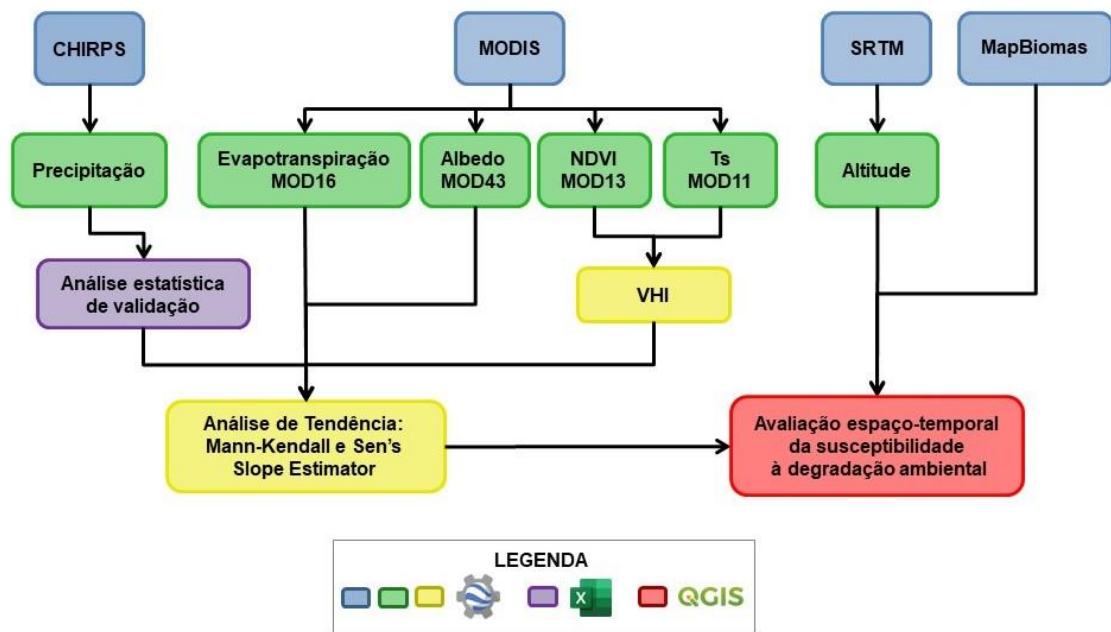 CHIRPS
MODIS
SRTM
MapBiomas
Precipitação
Evapotranspiração
MOD16
Albedo
MOD43
NDVI
MOD13
Ts
MOD11
Altitude
Análise estatística
de validação
VHI
Análise de Tendência:
Mann-Kendall e Sen's
Slope Estimator
Avaliação espaço-temporal
da susceptibilidade
à degradação ambiental
LEGENDA
X
QGIS